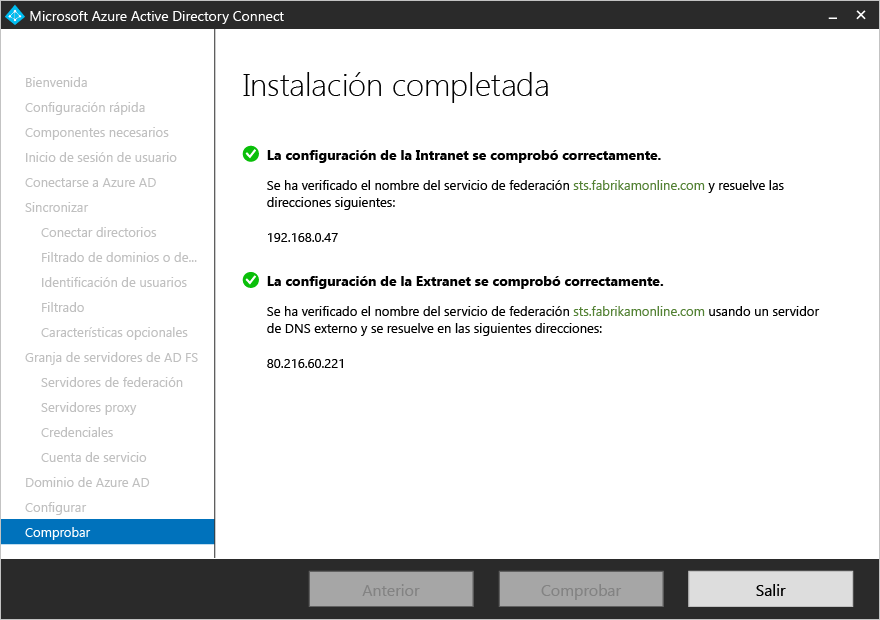 Microsoft Azure Active Directory Connect
Bienvenida
Configuración rápida
Componentes necesarios
Inicio de sesión de usuario
Conectarse a Azure AD
Sincronizar
Conectar directorios
Filtrado de dominios o de...
Identificación de usuarios
Filtrado
Características opcionales
Granja de servidores de AD FS
Servidores de federación
Servidores proxy
Credenciales
Cuenta de servicio
Dominio de Azure AD
Configurar
Comprobar
Instalación completada
La configuración de la Intranet se comprobó correctamente.
Se ha verificado el nombre del servicio de federación sts.fabrikamonline.com y resuelve las
direcciones siguientes:
192.168.0.47
La configuración de la Extranet se comprobó correctamente.
Se ha verificado el nombre del servicio de federación sts.fabrikamonline.com usando un servidor
de DNS externo y se resuelve en las siguientes direcciones:
80.216.60.221
Anterior
Comprobar
Salir